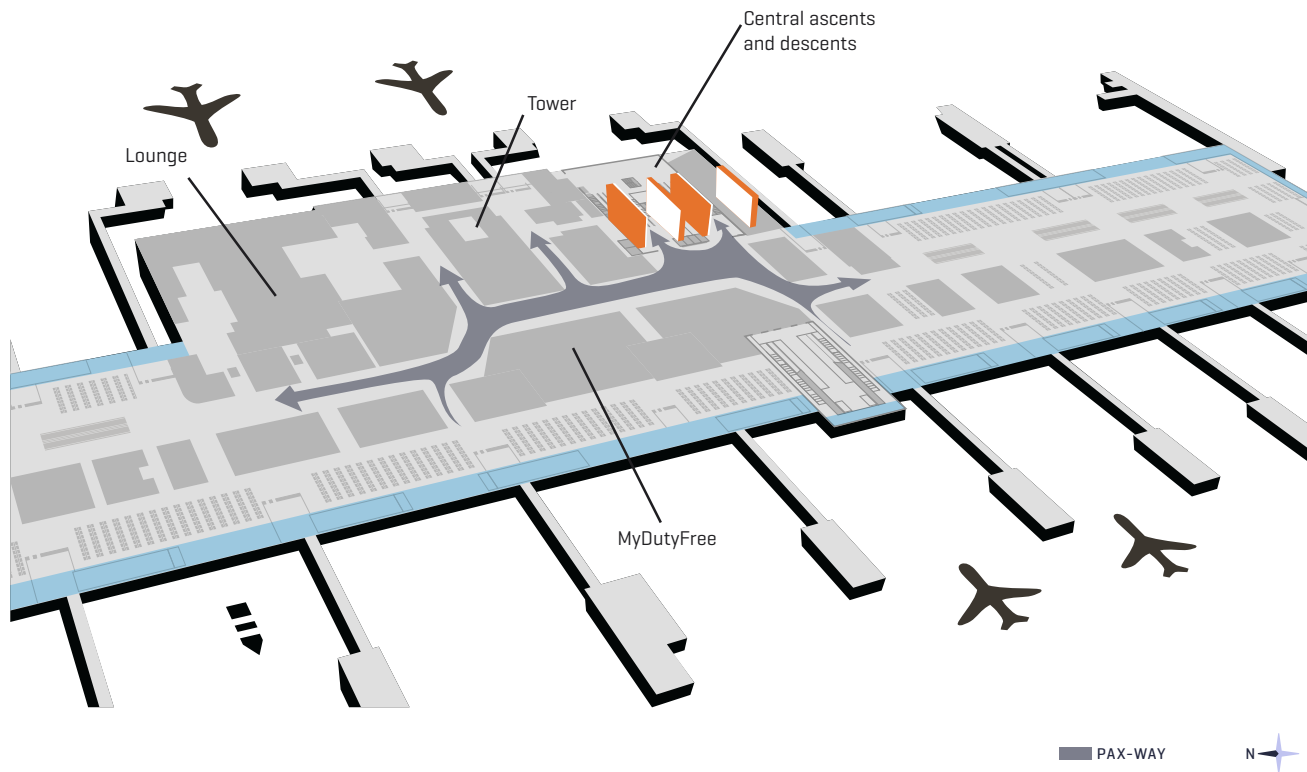 Central ascents
and descents
Tower
Lounge
MyDutyFree
PAX-WAY
N